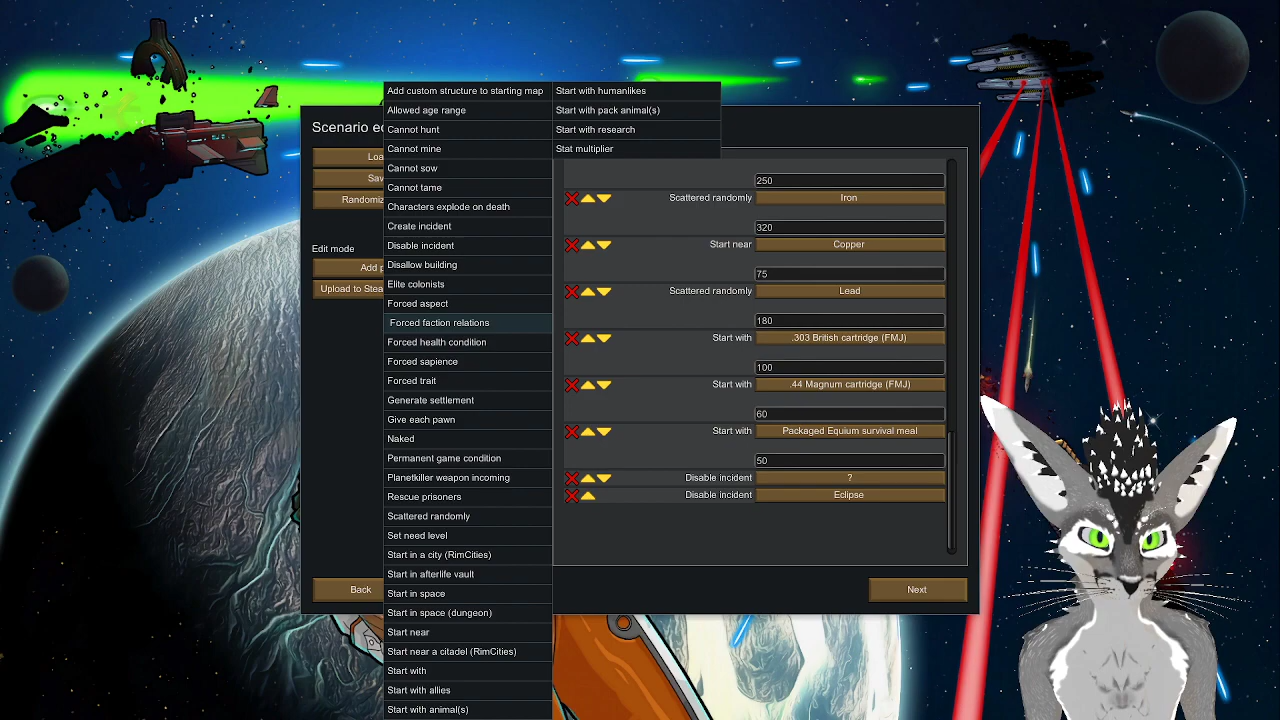 Scenario ed
Loa
Sav
Randomiz
Edit mode
Add p
Upload to Stea
Back
Add custom structure to starting map
Allowed age range
Cannot hunt
Cannot mine
Cannot sow
Cannot tame
Characters explode on death
Create incident
Disable incident
Disallow building
Elite colonists
Forced aspect
Forced faction relations
Forced health condition
Forced sapience
Forced trait
Generate settlement
Give each pawn
Naked
Permanent game condition
Planetkiller weapon incoming
Rescue prisoners
Scattered randomly
Set need level
Start in a city (RimCities)
Start in afterlife vault
Start in space
Start in space (dungeon)
Start near
Start near a citadel (RimCities)
Start with
Start with allies
Start with animal(s)
Start with humanlikes
Start with pack animal(s)
Start with research
Stat multiplier
250
Scattered randomly Iron
320
Start near Copper
75
Scattered randomly Lead
180
Start with .303 British cartridge (FMJ)
100
Start with .44 Magnum cartridge (FMJ)
60
Start with Packaged Equium survival meal
50
Disable incident ?
Disable incident Eclipse
Next